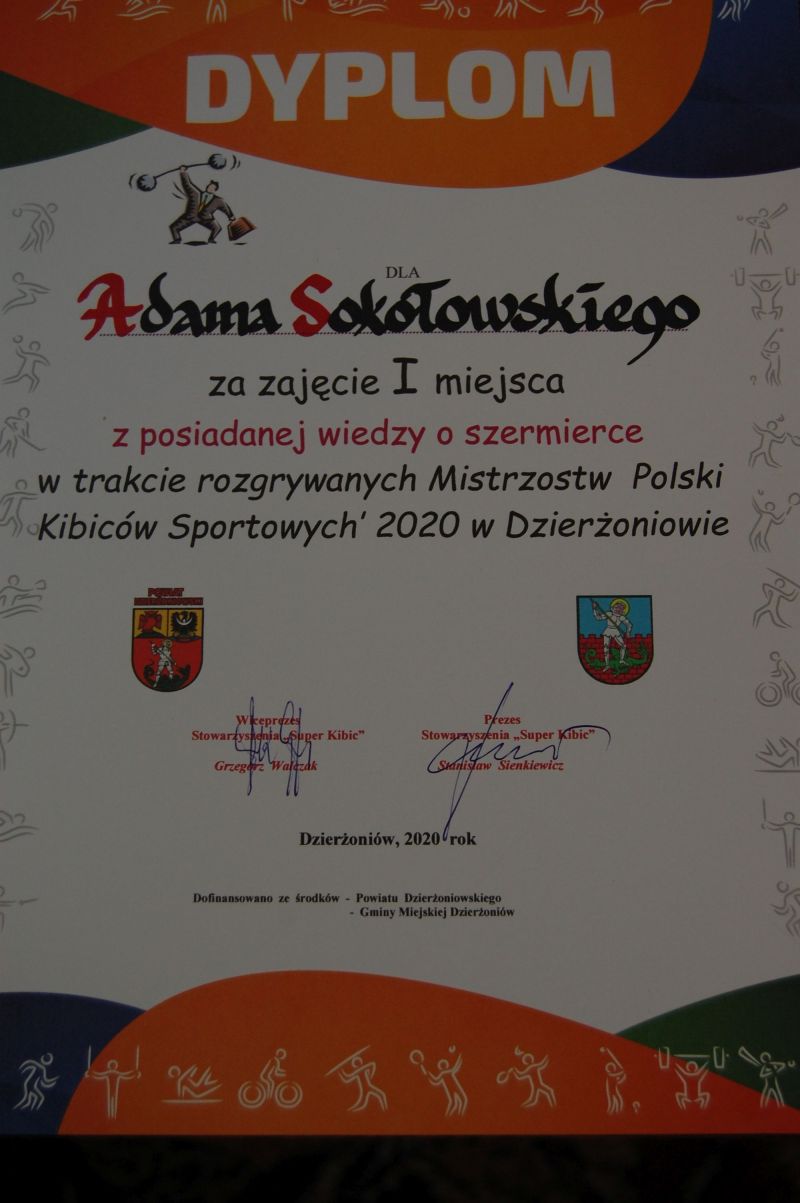 DYPLOM
DLA
Adama Sokołowskiego
za zajęcie I miejsca
z posiadanej wiedzy o szermierce
w trakcie rozgrywanych Mistrzostw Polski
Kibiców Sportowych' 2020 w Dzierżoniowie
POWIAT
DZIERŻONIOWSKI
Wiceprezes
Stowarzyszenia „Super Kibic”
Grzegorz Walczak
Prezes
Stowarzyszenia „Super Kibic”
Stanisław Sienkiewicz
Dzierżoniów, 2020 rok
Dofinansowano ze środków - Powiatu Dzierżoniowskiego
- Gminy Miejskiej Dzierżoniów